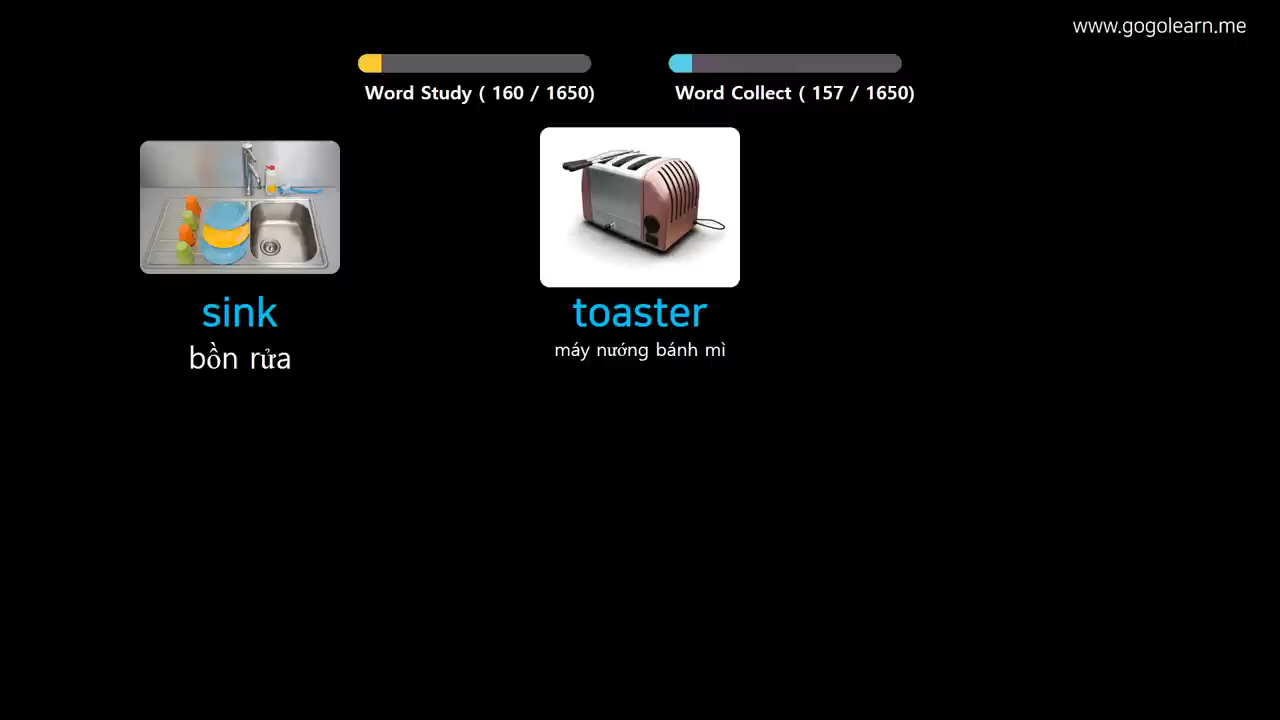 www.gogolearn.me
Word Study ( 160 / 1650)
Word Collect ( 157 / 1650)
sink
bồn rửa
toaster
máy nướng bánh mì